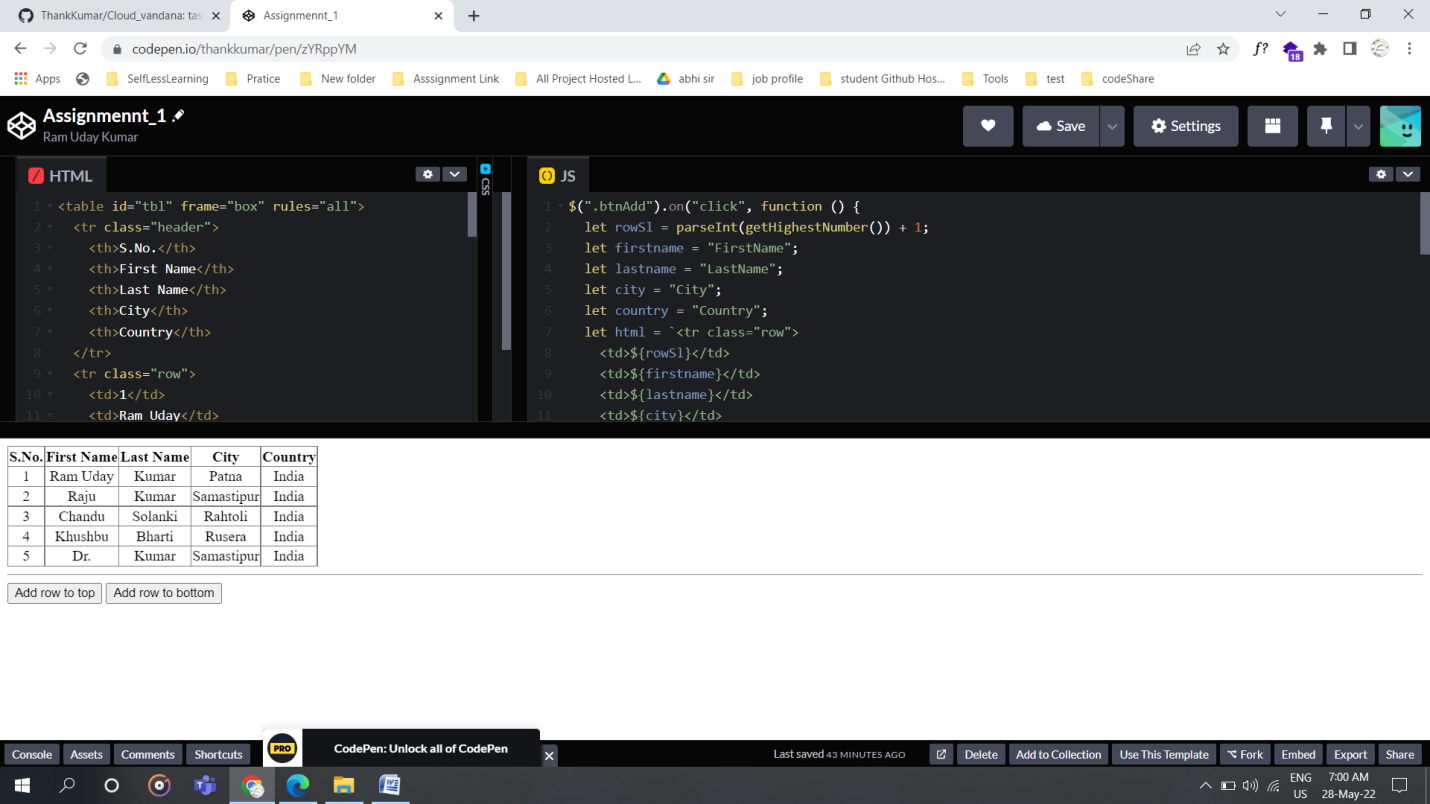 ThankKumar/Cloud_vandana: tas
Assignmennt_1
codepen.io/thankkumar/pen/zYRppYM
f?
18
Apps
SelfLessLearning
Pratice
New folder
Asssignment Link
All Project Hosted L...
abhi sir
job profile
student Github Hos...
Tools
test
codeShare
Assignmennt_1
Ram Uday Kumar
Save
Settings
HTML
CSS
JS
1 <table id="tbl" frame="box" rules="all">
2 <tr class="header">
3 <th>S.No.</th>
4 <th>First Name</th>
5 <th>Last Name</th>
6 <th>City</th>
7 <th>Country</th>
8 </tr>
9 <tr class="row">
10 <td>1</td>
11 <td>Ram Uday</td>
1 $(".btnAdd").on("click", function () {
2 let rowSl = parseInt(getHighestNumber()) + 1;
3 let firstname = "FirstName";
4 let lastname = "LastName";
5 let city = "City";
6 let country = "Country";
7 let html = `<tr class="row">
8 <td>${rowSl}</td>
9 <td>${firstname}</td>
10 <td>${lastname}</td>
11 <td>${city}</td>
S.No. First Name Last Name City Country
1 Ram Uday Kumar Patna India
2 Raju Kumar Samastipur India
3 Chandu Solanki Rahtoli India
4 Khushbu Bharti Rusera India
5 Dr. Kumar Samastipur India
Add row to top
Add row to bottom
Console
Assets
Comments
Shortcuts
PRO
CodePen: Unlock all of CodePen
Last saved 43 MINUTES AGO
Delete
Add to Collection
Use This Template
Fork
Embed
Export
Share
ENG
US
7:00 AM
28-May-22